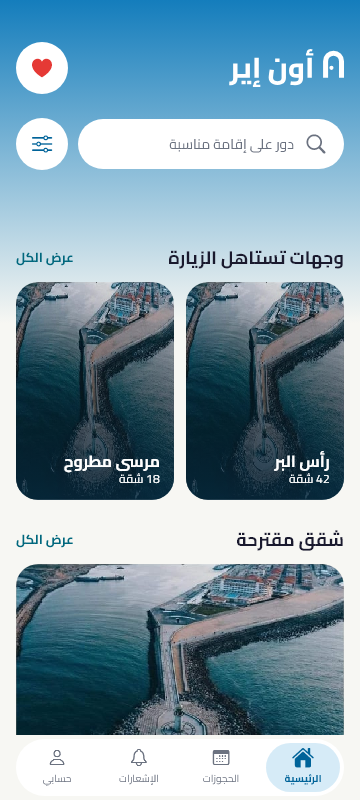 أون إير
دور على إقامة مناسبة
وجهات تستاهل الزيارة
عرض الكل
رأس البر
42 شقة
مرسى مطروح
18 شقة
شقق مقترحة
عرض الكل
الرئيسية
الحجوزات
الإشعارات
حسابي